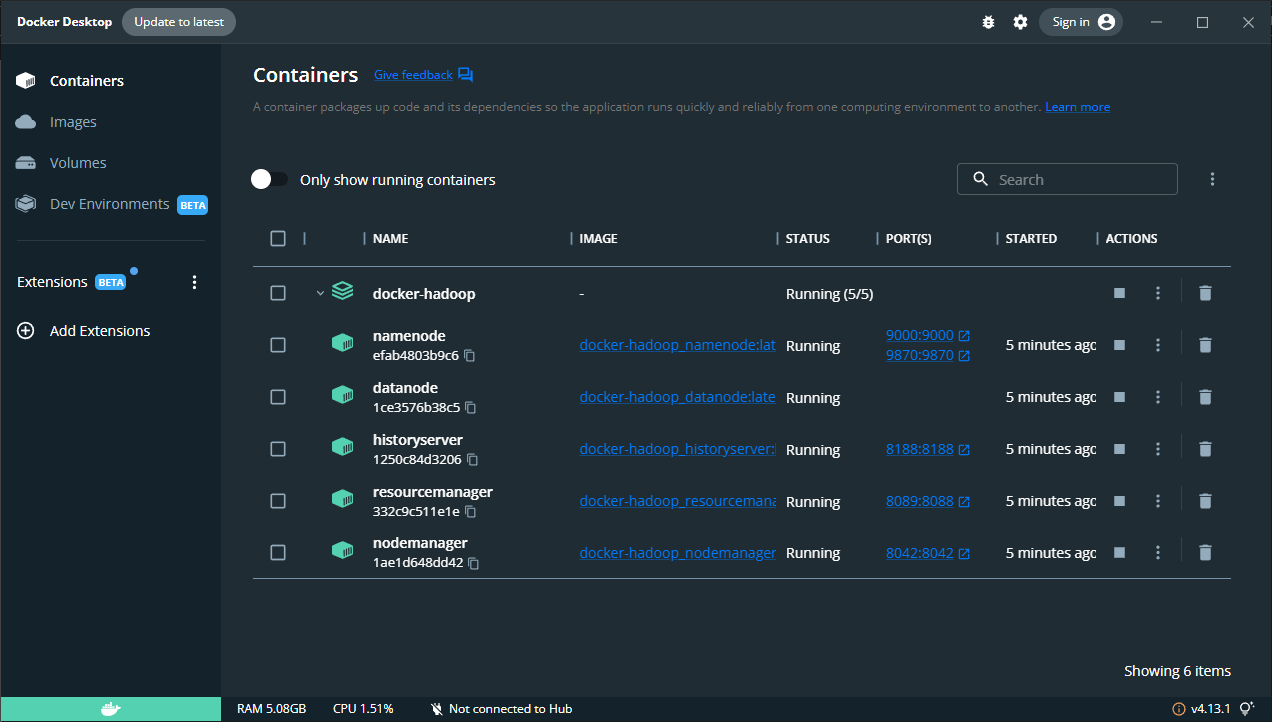 Docker Desktop Update to latest Sign in
Containers
Images
Volumes
Dev Environments BETA
Extensions BETA
Add Extensions
Containers Give feedback
A container packages up code and its dependencies so the application runs quickly and reliably from one computing environment to another. Learn more
Only show running containers Search
NAME IMAGE STATUS PORT(S) STARTED ACTIONS
docker-hadoop - Running (5/5)
namenode
efab4803b9c6 docker-hadoop_namenode:lat Running 9000:9000 5 minutes ago
9870:9870
datanode
1ce3576b38c5 docker-hadoop_datanode:late Running 5 minutes ago
historyserver
1250c84d3206 docker-hadoop_historyserver: Running 8188:8188 5 minutes ago
resourcemanager
332c9c511e1e docker-hadoop_resourcemana Running 8089:8088 5 minutes ago
nodemanager
1ae1d648dd42 docker-hadoop_nodemanager Running 8042:8042 5 minutes ago
Showing 6 items
RAM 5.08GB CPU 1.51% Not connected to Hub v4.13.1